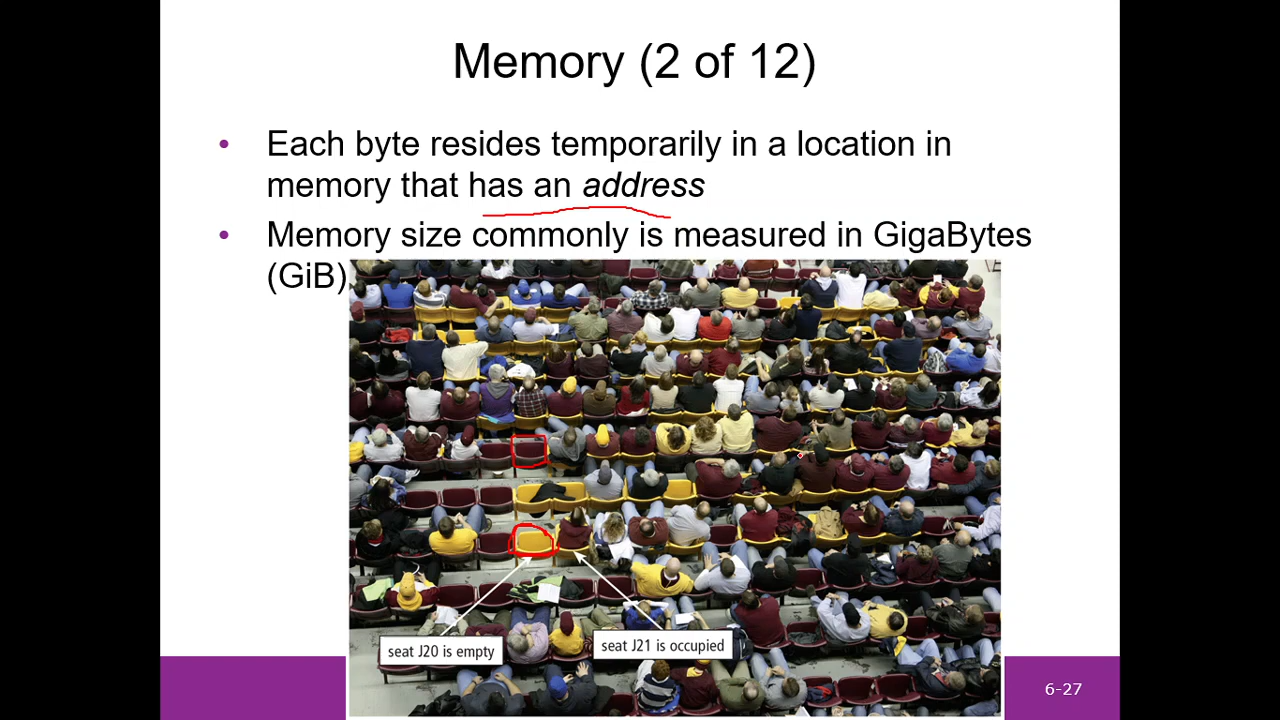 Memory (2 of 12)
• Each byte resides temporarily in a location in
memory that has an address
• Memory size commonly is measured in GigaBytes
(GiB)
seat J20 is empty
seat J21 is occupied
6-27